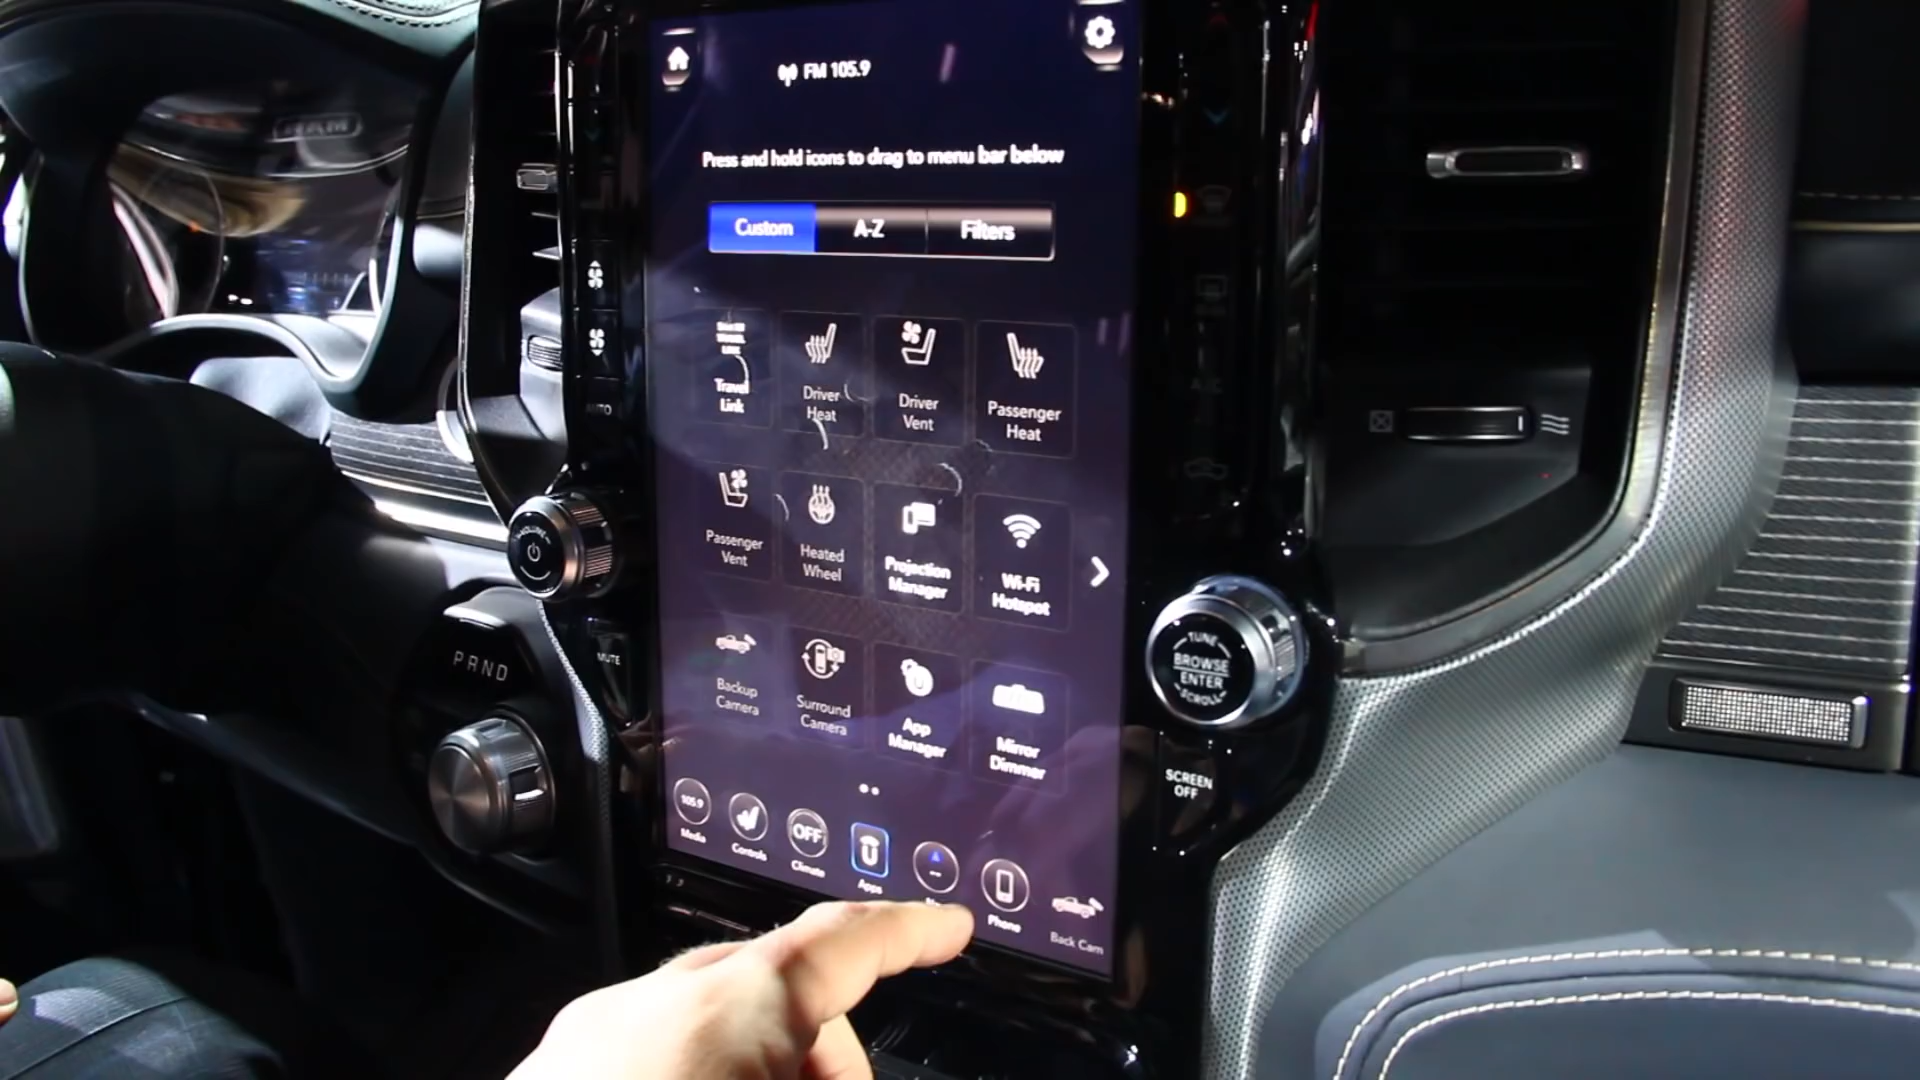 FM 105.9
Press and hold icons to drag to menu bar below
Custom A-Z Filters
Travel
Link
Driver
Heat
Driver
Vent
Passenger
Heat
Passenger
Vent
Heated
Wheel
Projection
Manager
Wi-Fi
Hotspot
Backup
Camera
Surround
Camera
App
Manager
Mirror
Dimmer
105.9
Media
Controls
OFF
Climate
Apps
Phone
Back Cam
AUTO
VOLUME
MUTE
PRND
TUNE
BROWSE
ENTER
SCROLL
SCREEN
OFF
A/C